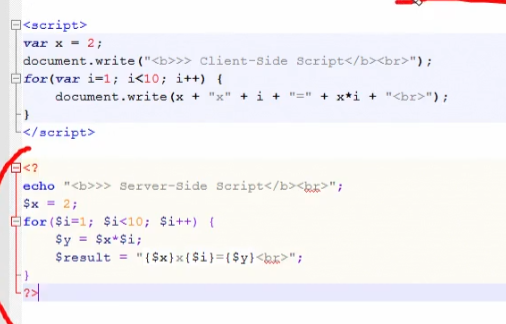 <script>
var x = 2;
document.write("<b>>> Client-Side Script</b><br>");
for(var i=1; i<10; i++) {
    document.write(x + "x" + i + "=" + x*i + "<br>");
}
</script>
<?
echo "<b>>> Server-Side Script</b><br>";
$x = 2;
for($i=1; $i<10; $i++) {
    $y = $x*$i;
    $result = "{$x}x{$i}={$y}<br>";
}
?>